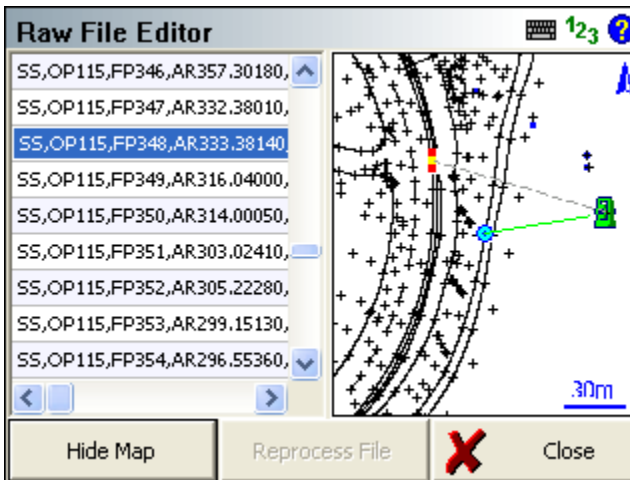 Raw File Editor
123
?
SS,OP115,FP346,AR357.30180,
SS,OP115,FP347,AR332.38010,
SS,OP115,FP348,AR333.38140,
SS,OP115,FP349,AR316.04000,
SS,OP115,FP350,AR314.00050,
SS,OP115,FP351,AR303.02410,
SS,OP115,FP352,AR305.22280,
SS,OP115,FP353,AR299.15130,
SS,OP115,FP354,AR296.55360,
30m
Hide Map
Reprocess File
Close